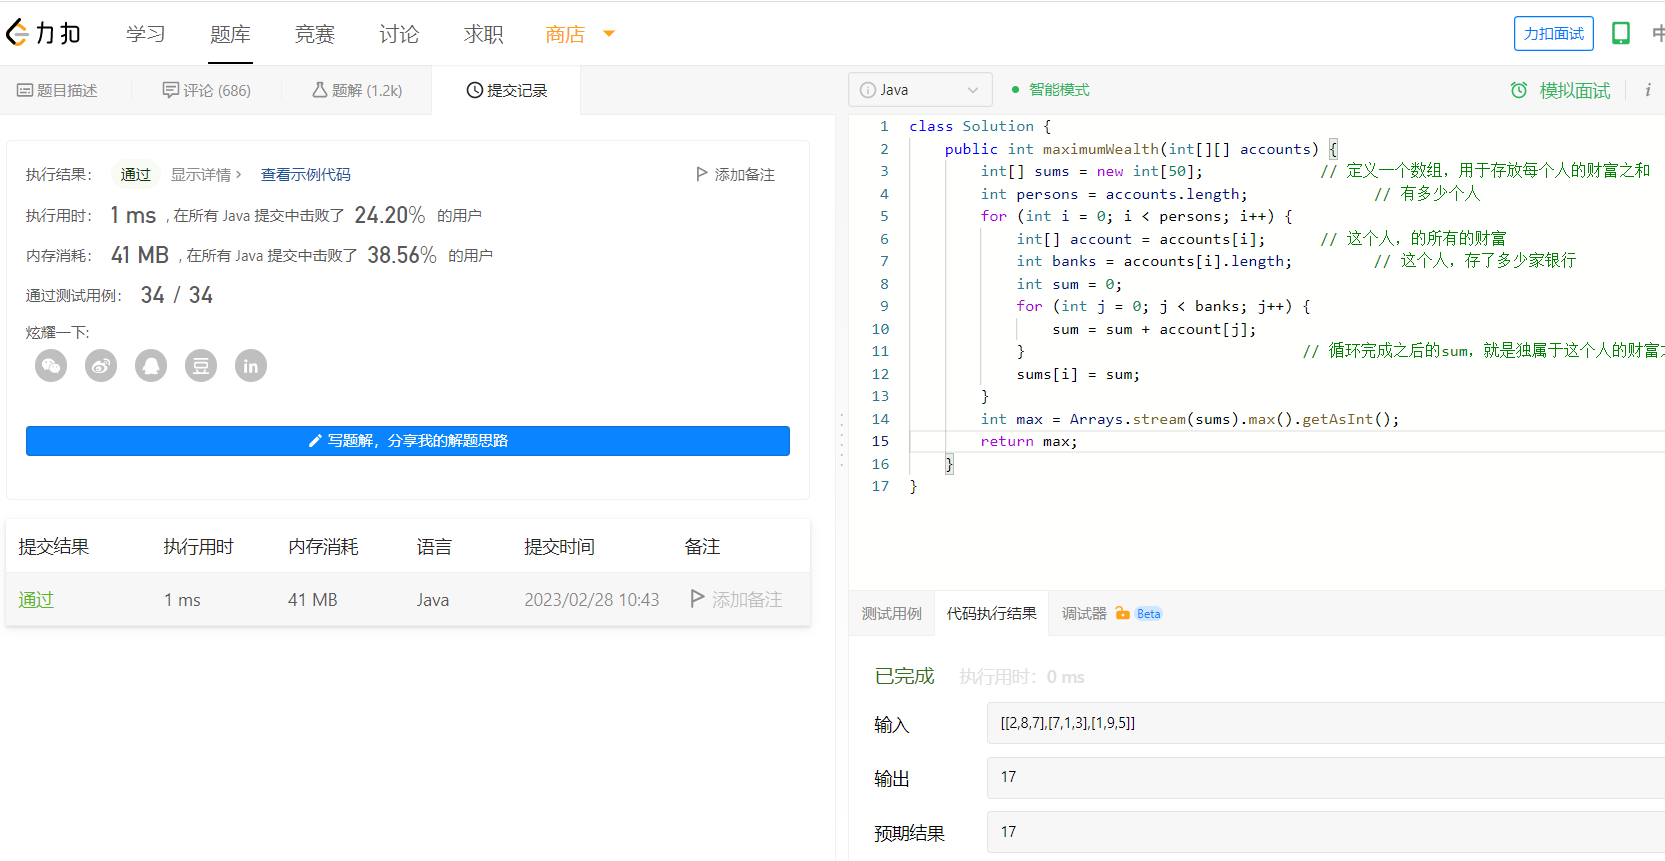 力扣 学习 题库 竞赛 讨论 求职 商店 力扣面试
题目描述 评论 (686) 题解 (1.2k) 提交记录
执行结果： 通过 显示详情 › 查看示例代码 添加备注
执行用时： 1 ms , 在所有 Java 提交中击败了 24.20% 的用户
内存消耗： 41 MB , 在所有 Java 提交中击败了 38.56% 的用户
通过测试用例： 34 / 34
炫耀一下:
豆 in
写题解，分享我的解题思路
提交结果 执行用时 内存消耗 语言 提交时间 备注
通过 1 ms 41 MB Java 2023/02/28 10:43 添加备注
i Java 智能模式 模拟面试 i
1 class Solution {
2 public int maximumWealth(int[][] accounts) {
3 int[] sums = new int[50]; // 定义一个数组，用于存放每个人的财富之和
4 int persons = accounts.length; // 有多少个人
5 for (int i = 0; i < persons; i++) {
6 int[] account = accounts[i]; // 这个人，的所有的财富
7 int banks = accounts[i].length; // 这个人，存了多少家银行
8 int sum = 0;
9 for (int j = 0; j < banks; j++) {
10 sum = sum + account[j];
11 } // 循环完成之后的sum，就是独属于这个人的财富
12 sums[i] = sum;
13 }
14 int max = Arrays.stream(sums).max().getAsInt();
15 return max;
16 }
17 }
测试用例 代码执行结果 调试器 Beta
已完成 执行用时：0 ms
输入 [[2,8,7],[7,1,3],[1,9,5]]
输出 17
预期结果 17